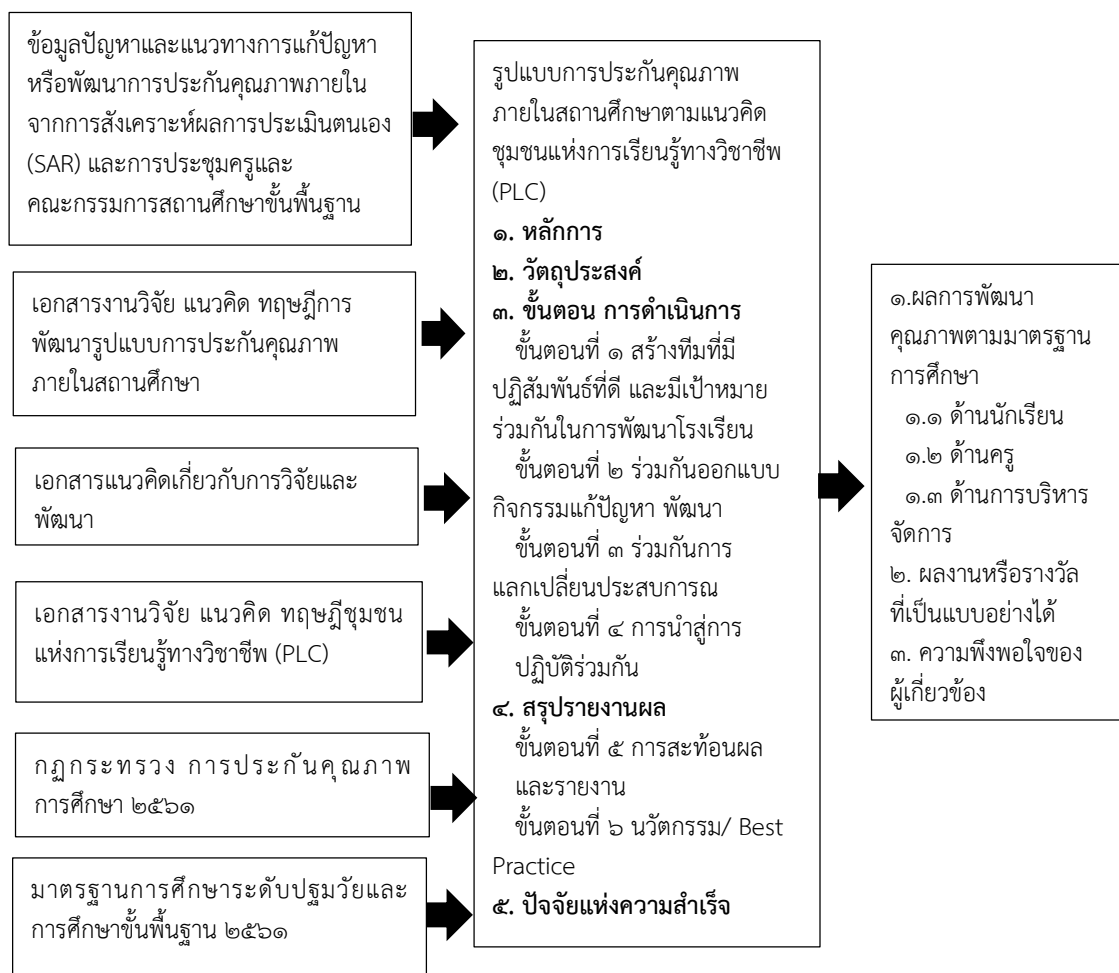 ข้อมูลปัญหาและแนวทางการแก้ปัญหา
หรือพัฒนาการประกันคุณภาพภายใน
จากการสังเคราะห์ผลการประเมินตนเอง
(SAR) และการประชุมครูและ
คณะกรรมการสถานศึกษาขั้นพื้นฐาน
เอกสารงานวิจัย แนวคิด ทฤษฎีการ
พัฒนารูปแบบการประกันคุณภาพ
ภายในสถานศึกษา
เอกสารแนวคิดเกี่ยวกับการวิจัยและ
พัฒนา
เอกสารงานวิจัย แนวคิด ทฤษฎีชุมชน
แห่งการเรียนรู้ทางวิชาชีพ (PLC)
กฎกระทรวง การประกันคุณภาพ
การศึกษา ๒๕๖๑
มาตรฐานการศึกษาระดับปฐมวัยและ
การศึกษาขั้นพื้นฐาน ๒๕๖๑
รูปแบบการประกันคุณภาพ
ภายในสถานศึกษาตามแนวคิด
ชุมชนแห่งการเรียนรู้ทางวิชาชีพ
(PLC)
๑. หลักการ
๒. วัตถุประสงค์
๓. ขั้นตอน การดำเนินการ
ขั้นตอนที่ ๑ สร้างทีมที่มี
ปฏิสัมพันธ์ที่ดี และมีเป้าหมาย
ร่วมกันในการพัฒนาโรงเรียน
ขั้นตอนที่ ๒ ร่วมกันออกแบบ
กิจกรรมแก้ปัญหา พัฒนา
ขั้นตอนที่ ๓ ร่วมกันการ
แลกเปลี่ยนประสบการณ
ขั้นตอนที่ ๔ การนำสู่การ
ปฏิบัติร่วมกัน
๔. สรุปรายงานผล
ขั้นตอนที่ ๕ การสะท้อนผล
และรายงาน
ขั้นตอนที่ ๖ นวัตกรรม/ Best
Practice
๕. ปัจจัยแห่งความสำเร็จ
๑.ผลการพัฒนา
คุณภาพตามมาตรฐาน
การศึกษา
๑.๑ ด้านนักเรียน
๑.๒ ด้านครู
๑.๓ ด้านการบริหาร
จัดการ
๒. ผลงานหรือรางวัล
ที่เป็นแบบอย่างได้
๓. ความพึงพอใจของ
ผู้เกี่ยวข้อง